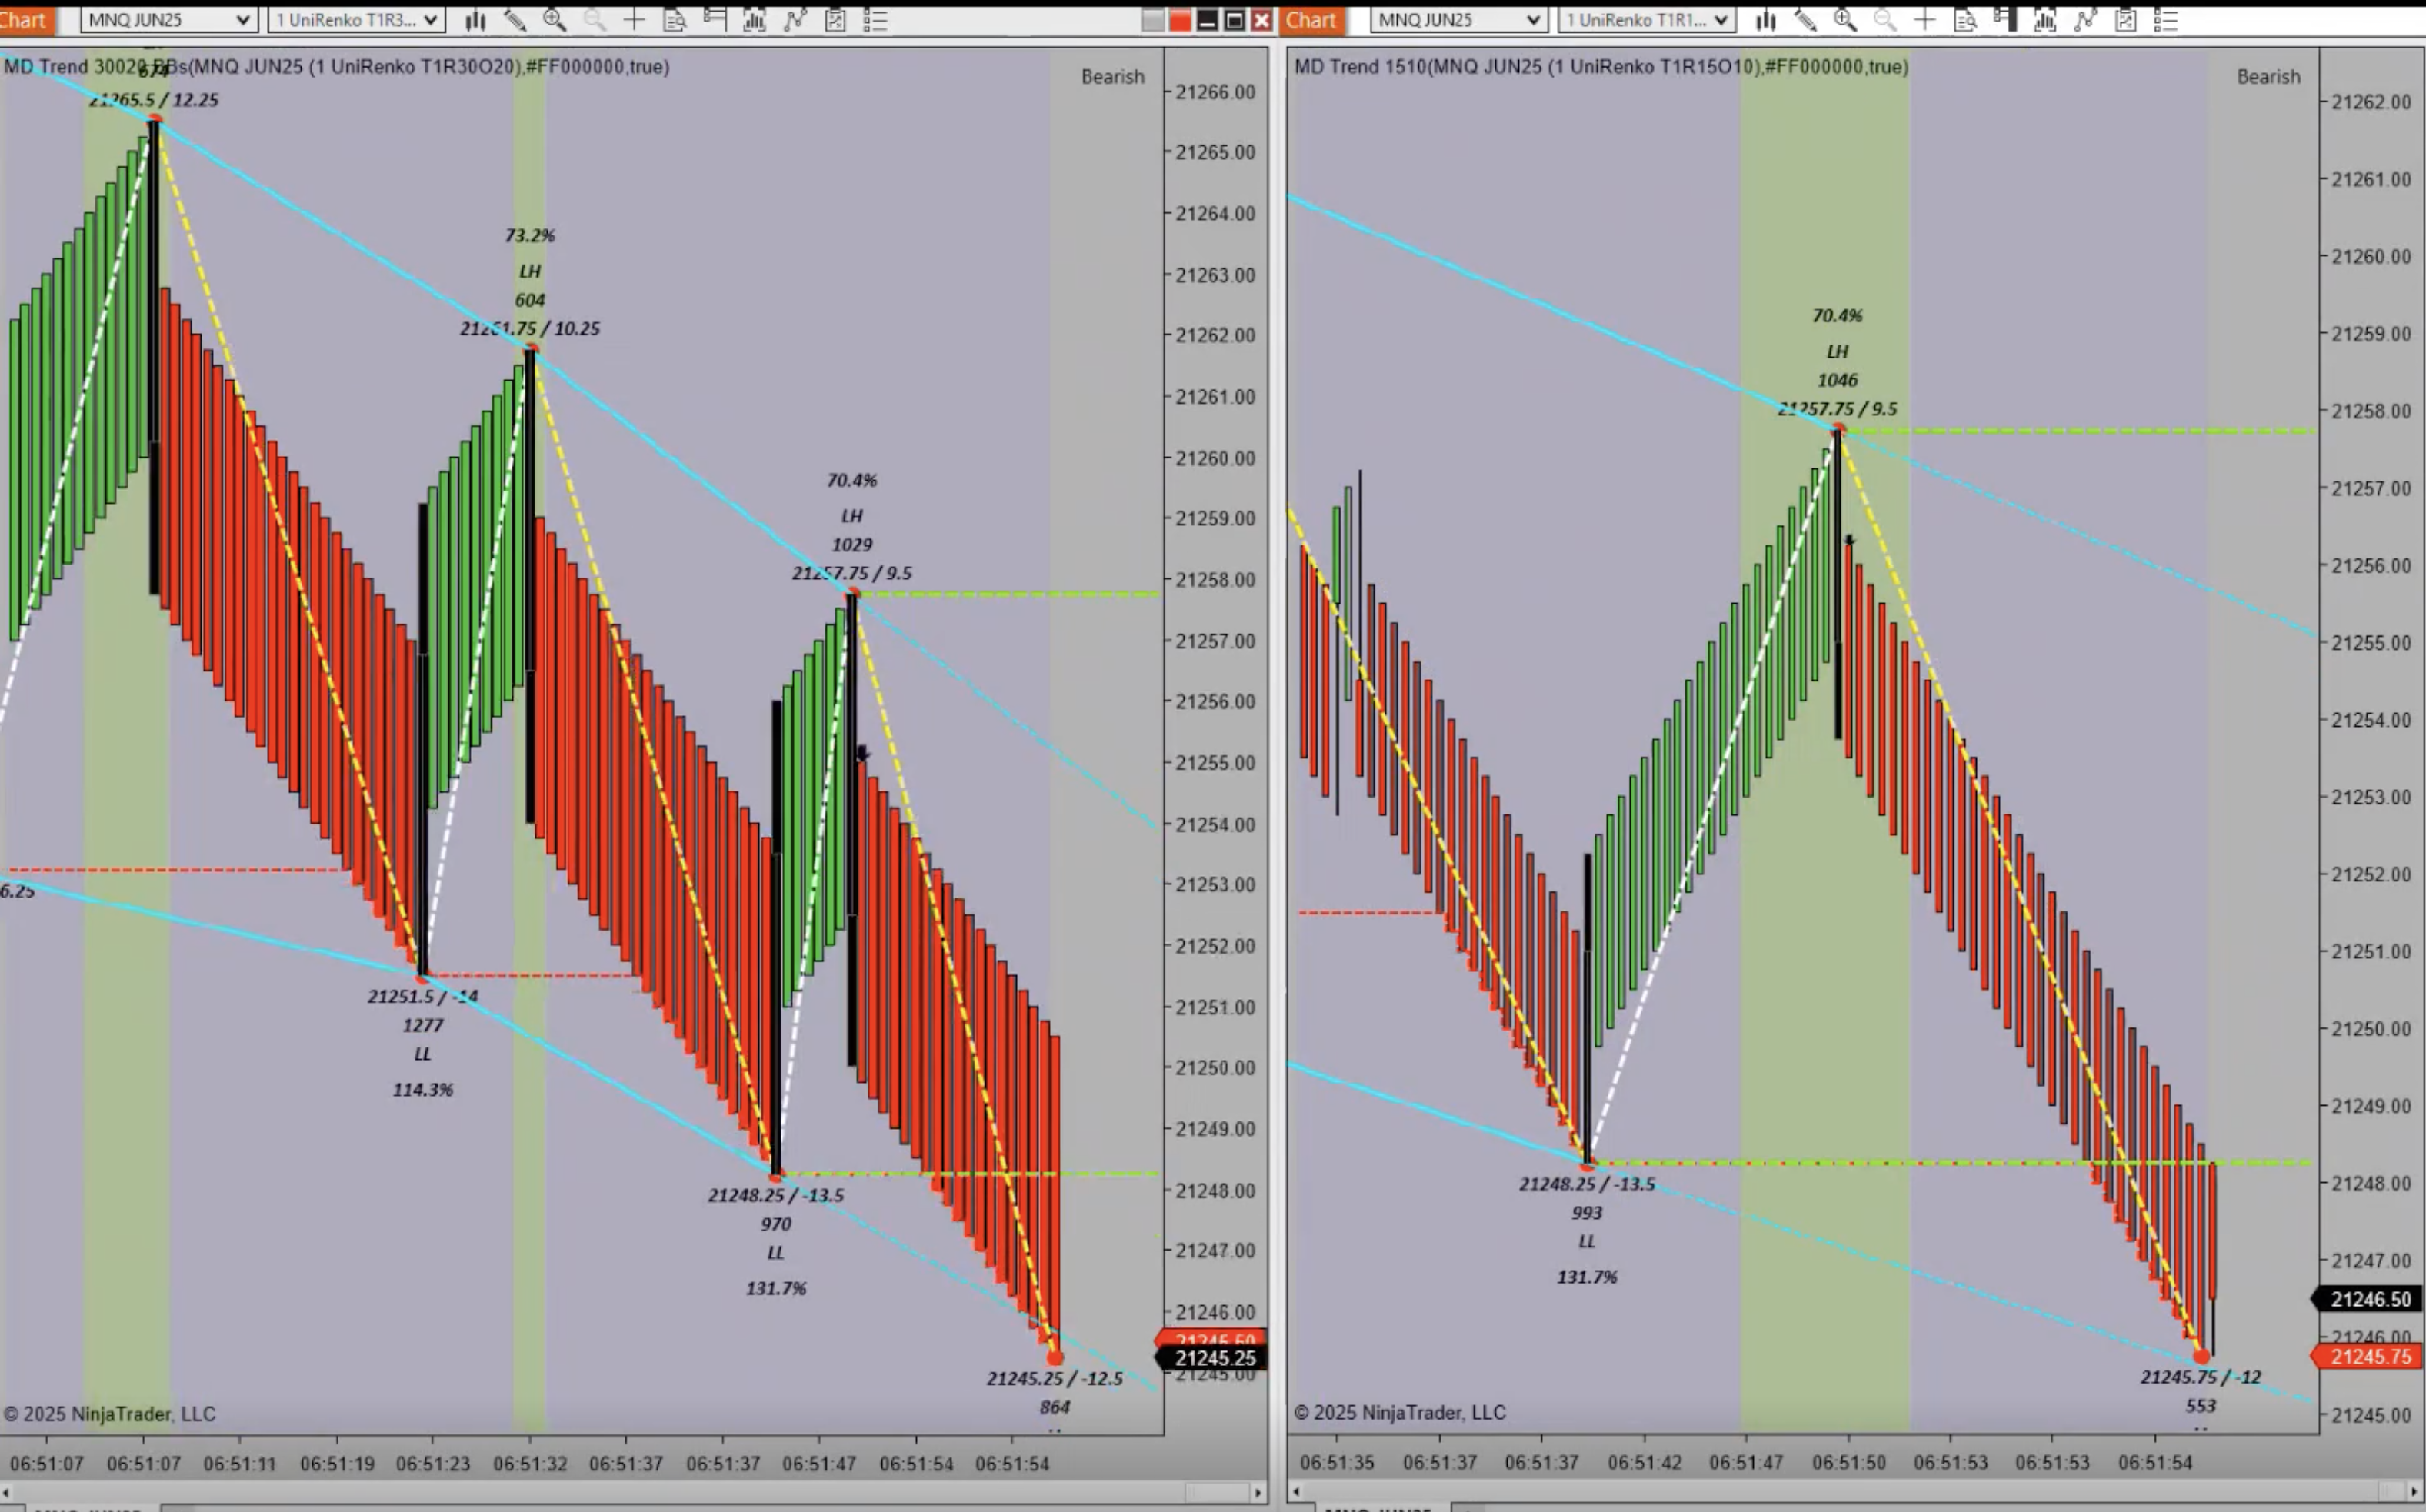 Chart
MNQ JUN25
1 UniRenko T1R3...
MD Trend 30020 BBs(MNQ JUN25 (1 UniRenko T1R30O20),#FF000000,true)
Bearish
674
21265.5 / 12.25
73.2%
LH
604
21261.75 / 10.25
70.4%
LH
1029
21257.75 / 9.5
6.25
21251.5 / -14
1277
LL
114.3%
21248.25 / -13.5
970
LL
131.7%
21245.25 / -12.5
864
21266.00
21265.00
21264.00
21263.00
21262.00
21261.00
21260.00
21259.00
21258.00
21257.00
21256.00
21255.00
21254.00
21253.00
21252.00
21251.00
21250.00
21249.00
21248.00
21247.00
21246.00
21245.25
21245.00
© 2025 NinjaTrader, LLC
06:51:07 06:51:07 06:51:11 06:51:19 06:51:23 06:51:32 06:51:37 06:51:37 06:51:47 06:51:54 06:51:54
Chart
MNQ JUN25
1 UniRenko T1R1...
MD Trend 1510(MNQ JUN25 (1 UniRenko T1R15O10),#FF000000,true)
Bearish
70.4%
LH
1046
21257.75 / 9.5
21248.25 / -13.5
993
LL
131.7%
21245.75 / -12
553
21262.00
21261.00
21260.00
21259.00
21258.00
21257.00
21256.00
21255.00
21254.00
21253.00
21252.00
21251.00
21250.00
21249.00
21248.00
21247.00
21246.50
21246.00
21245.75
21245.00
© 2025 NinjaTrader, LLC
06:51:35 06:51:37 06:51:37 06:51:42 06:51:47 06:51:50 06:51:53 06:51:53 06:51:54